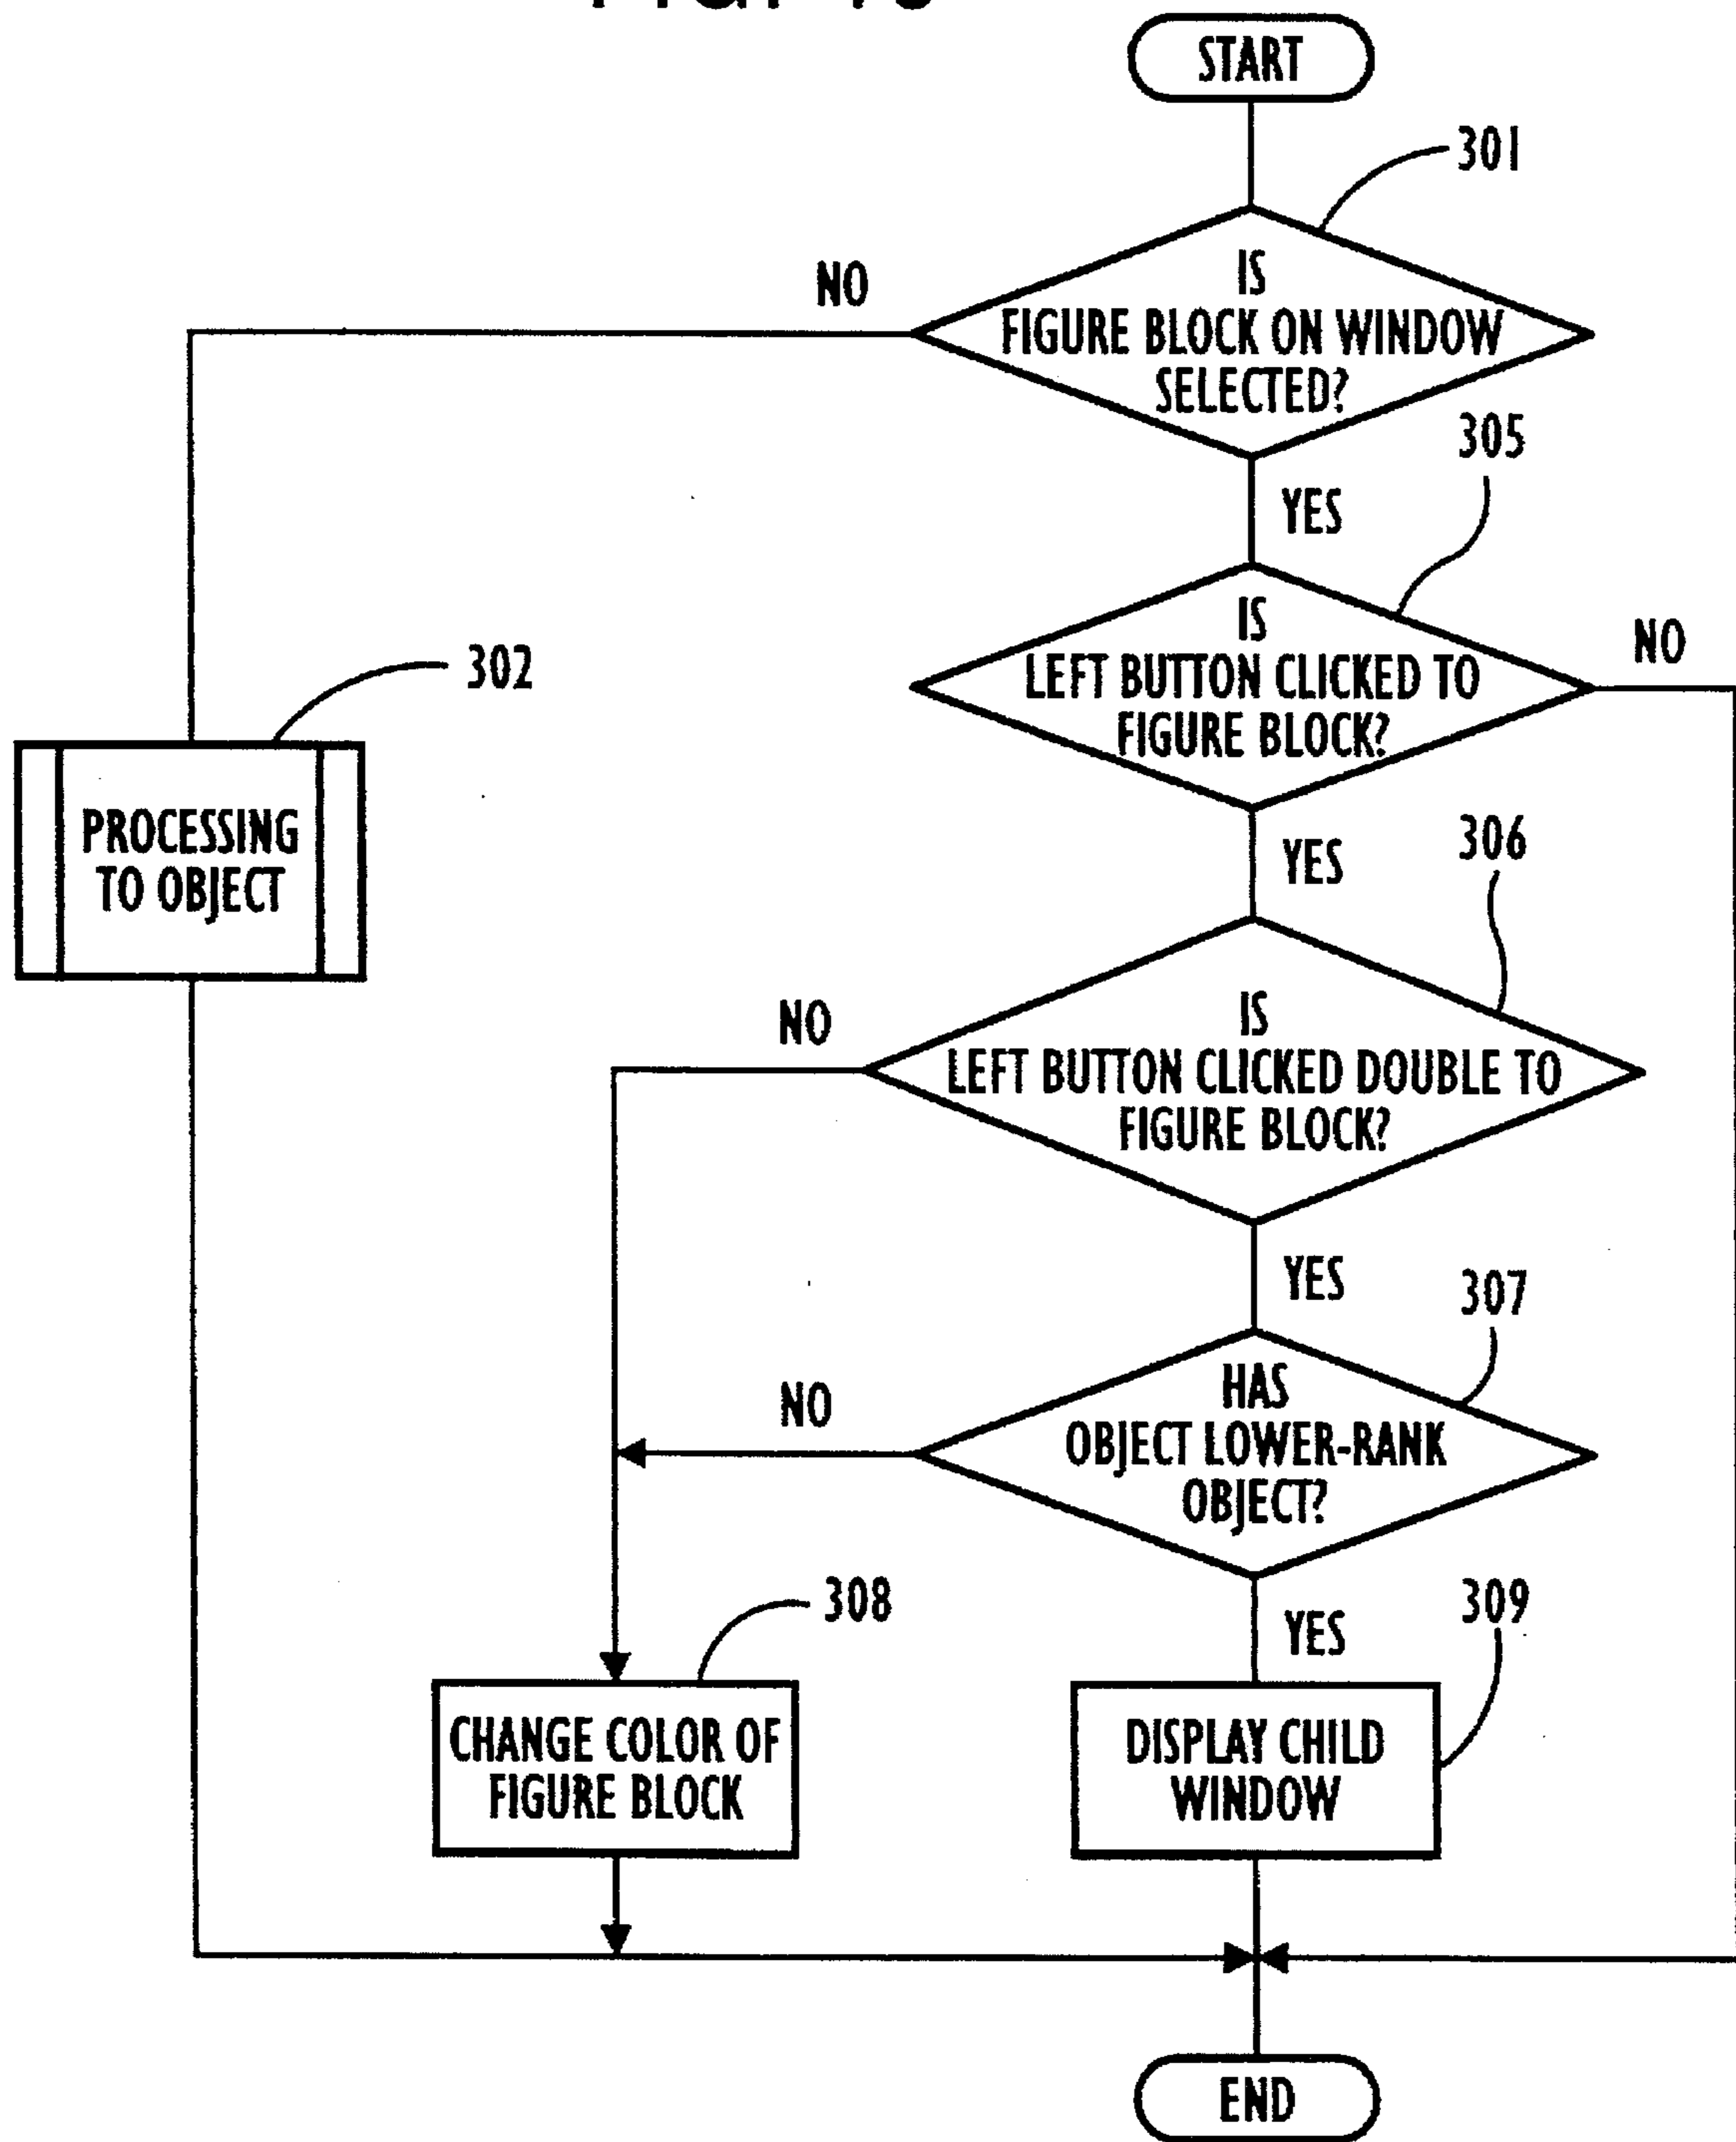 START
301
NO
IS
FIGURE BLOCK ON WINDOW
SELECTED?
305
YES
IS
LEFT BUTTON CLICKED TO
FIGURE BLOCK?
NO
302
PROCESSING
TO OBJECT
YES
306
NO
IS
LEFT BUTTON CLICKED DOUBLE TO
FIGURE BLOCK?
YES
307
NO
HAS
OBJECT LOWER-RANK
OBJECT?
308
YES
309
CHANGE COLOR OF
FIGURE BLOCK
DISPLAY CHILD
WINDOW
END